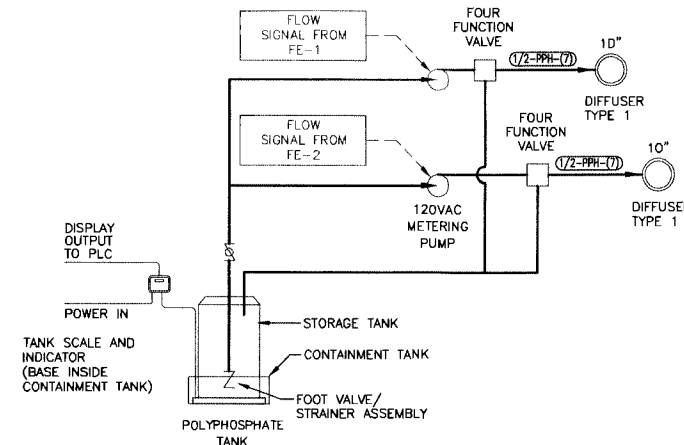 FLOW
SIGNAL FROM
FE-1
FOUR
FUNCTION
VALVE
1/2-PPH-(7)
10"
DIFFUSER
TYPE 1
FLOW
SIGNAL FROM
FE-2
FOUR
FUNCTION
VALVE
1/2-PPH-(7)
10"
DIFFUSE
TYPE 1
120VAC
METERING
PUMP
DISPLAY
OUTPUT
TO PLC
POWER IN
TANK SCALE AND
INDICATOR
(BASE INSIDE
CONTAINMENT TANK)
STORAGE TANK
CONTAINMENT TANK
FOOT VALVE/
STRAINER ASSEMBLY
POLYPHOSPHATE
TANK